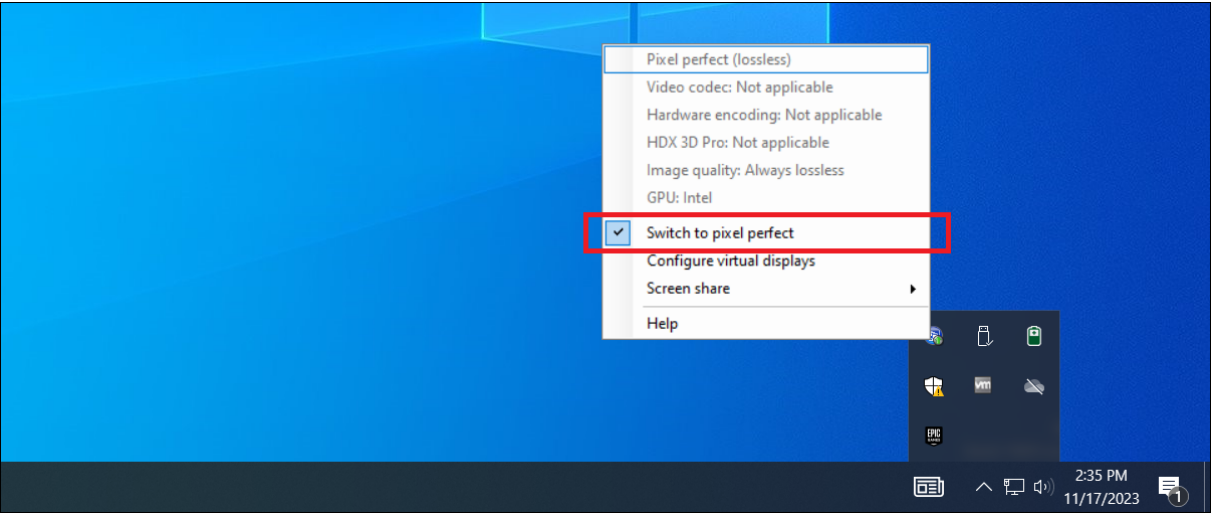 Pixel perfect (lossless)
Video codec: Not applicable
Hardware encoding: Not applicable
HDX 3D Pro: Not applicable
Image quality: Always lossless
GPU: Intel
Switch to pixel perfect
Configure virtual displays
Screen share
Help
vm
EPIC
GAMES
2:35 PM
11/17/2023
1